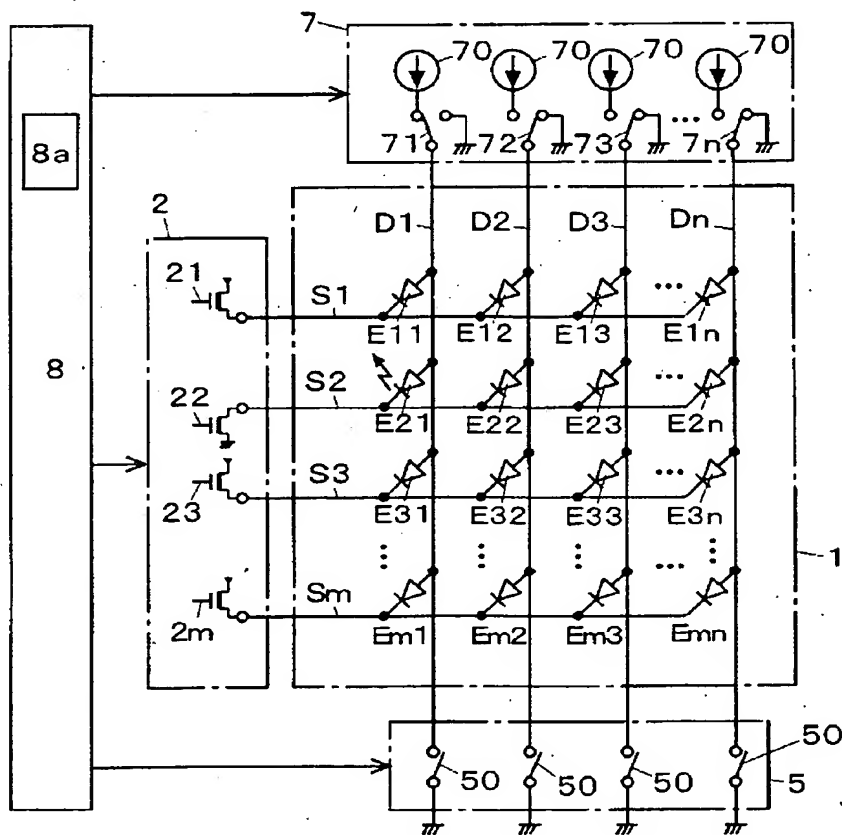 7
70 70 70 70
8a
71 72 73 ... 7n
2
D1 D2 D3 Dn
21
S1
E11 E12 E13 ... E1n
8
22
S2
E21 E22 E23 ... E2n
23
S3
E31 E32 E33 ... E3n
1
2m
Sm
Em1 Em2 Em3 ... Emn
50 50 50 50
5